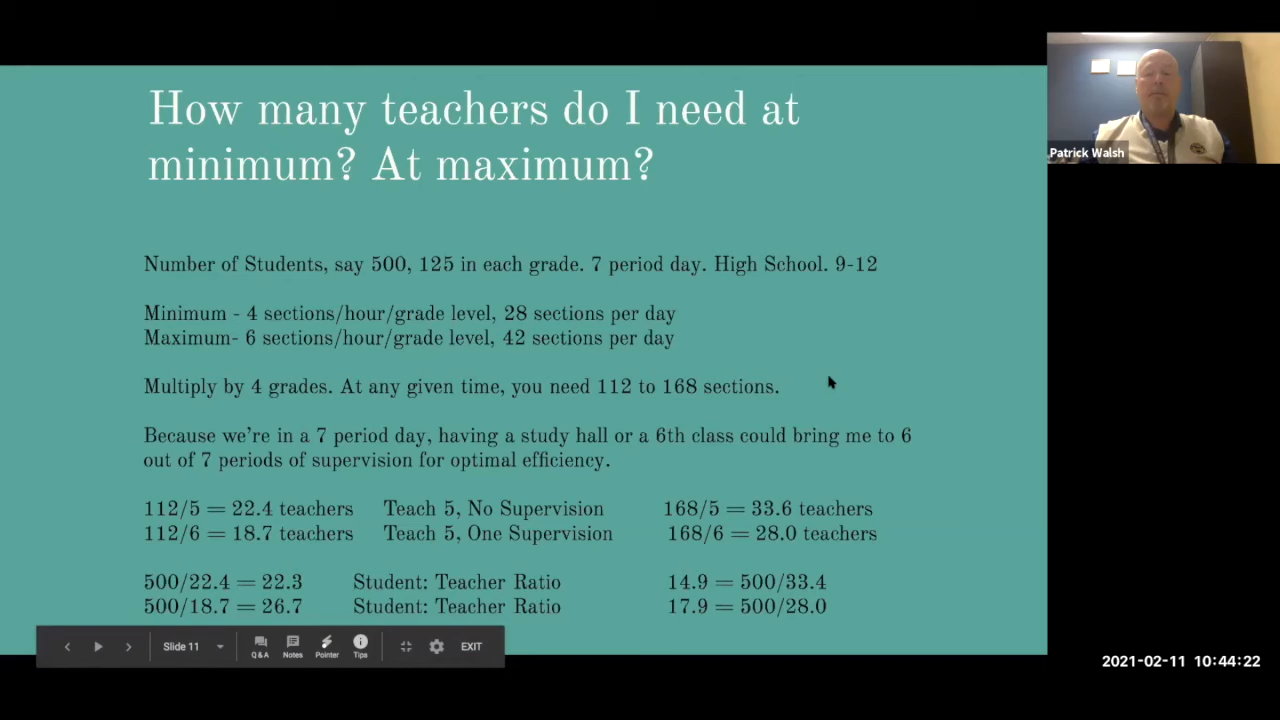 How many teachers do I need at
minimum? At maximum?
Patrick Walsh
Number of Students, say 500, 125 in each grade. 7 period day. High School. 9-12
Minimum - 4 sections/hour/grade level, 28 sections per day
Maximum- 6 sections/hour/grade level, 42 sections per day
Multiply by 4 grades. At any given time, you need 112 to 168 sections.
Because we're in a 7 period day, having a study hall or a 6th class could bring me to 6
out of 7 periods of supervision for optimal efficiency.
112/5 = 22.4 teachers Teach 5, No Supervision 168/5 = 33.6 teachers
112/6 = 18.7 teachers Teach 5, One Supervision 168/6 = 28.0 teachers
500/22.4 = 22.3 Student: Teacher Ratio 14.9 = 500/33.4
500/18.7 = 26.7 Student: Teacher Ratio 17.9 = 500/28.0
Slide 11 Q&A Notes Pointer Tips EXIT
2021-02-11 10:44:22